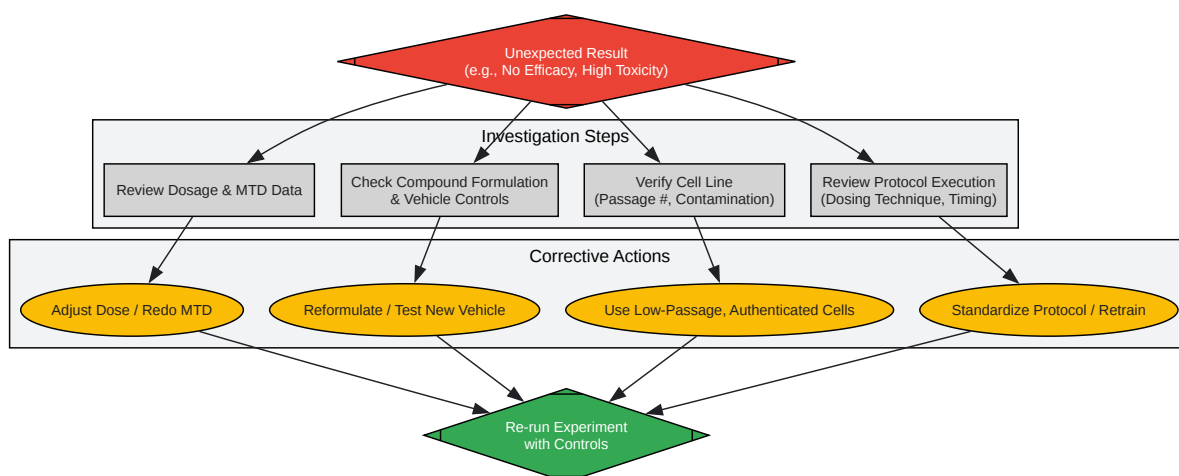 Unexpected Result
(e.g., No Efficacy, High Toxicity)
Investigation Steps
Review Dosage & MTD Data
Check Compound Formulation
& Vehicle Controls
Verify Cell Line
(Passage #, Contamination)
Review Protocol Execution
(Dosing Technique, Timing)
Corrective Actions
Adjust Dose / Redo MTD
Reformulate / Test New Vehicle
Use Low-Passage, Authenticated Cells
Standardize Protocol / Retrain
Re-run Experiment
with Controls